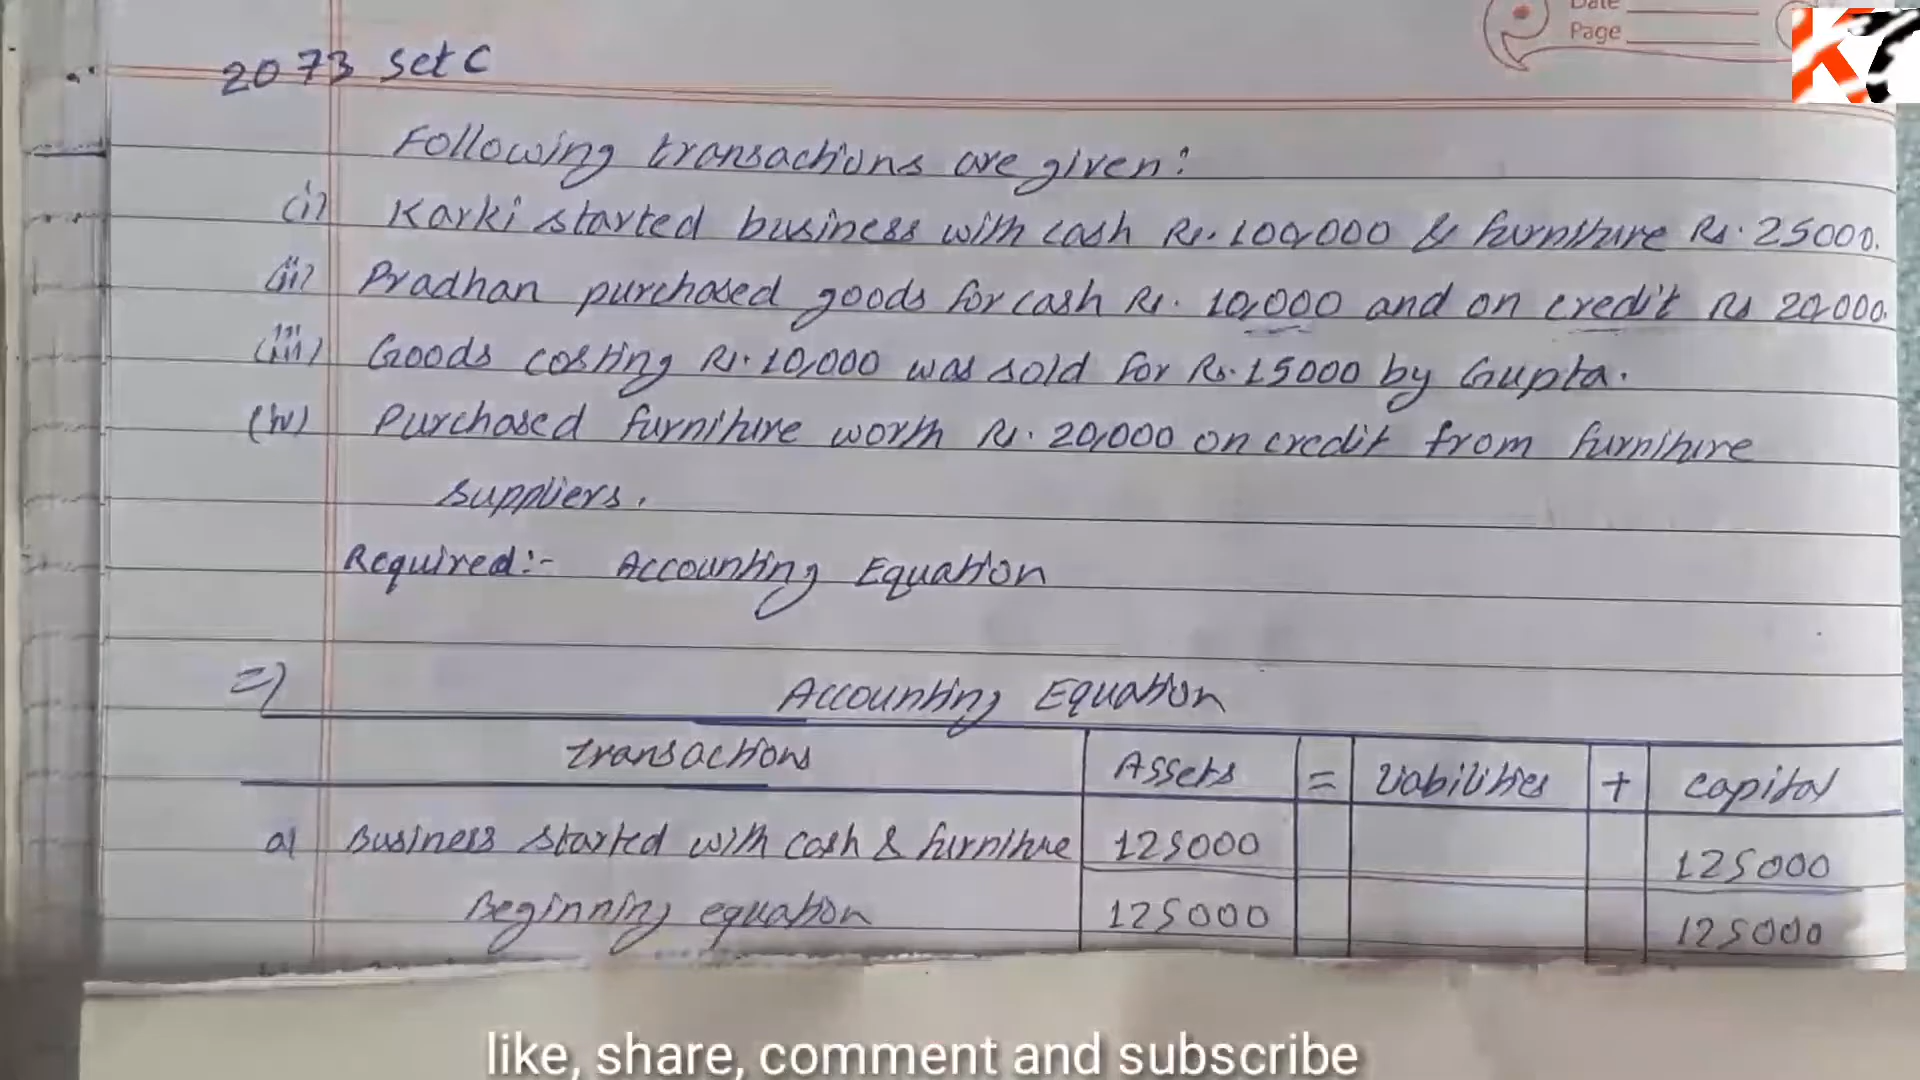 Date
Page
2073 Set C
Following transactions are given:
(i) Karki started business with cash Rs. 100,000 & furniture Rs. 25000.
(ii) Pradhan purchased goods for cash Rs. 10,000 and on credit Rs 20,000.
(iii) Goods costing Rs. 10,000 was sold for Rs. 15000 by Gupta.
(iv) Purchased furniture worth Rs. 20,000 on credit from furniture
suppliers.
Required:- Accounting Equation
=) Accounting Equation
Transactions Assets = Liabilities + Capital
a) Business started with cash & furniture 125000 125000
Beginning equation 125000 125000
like, share, comment and subscribe